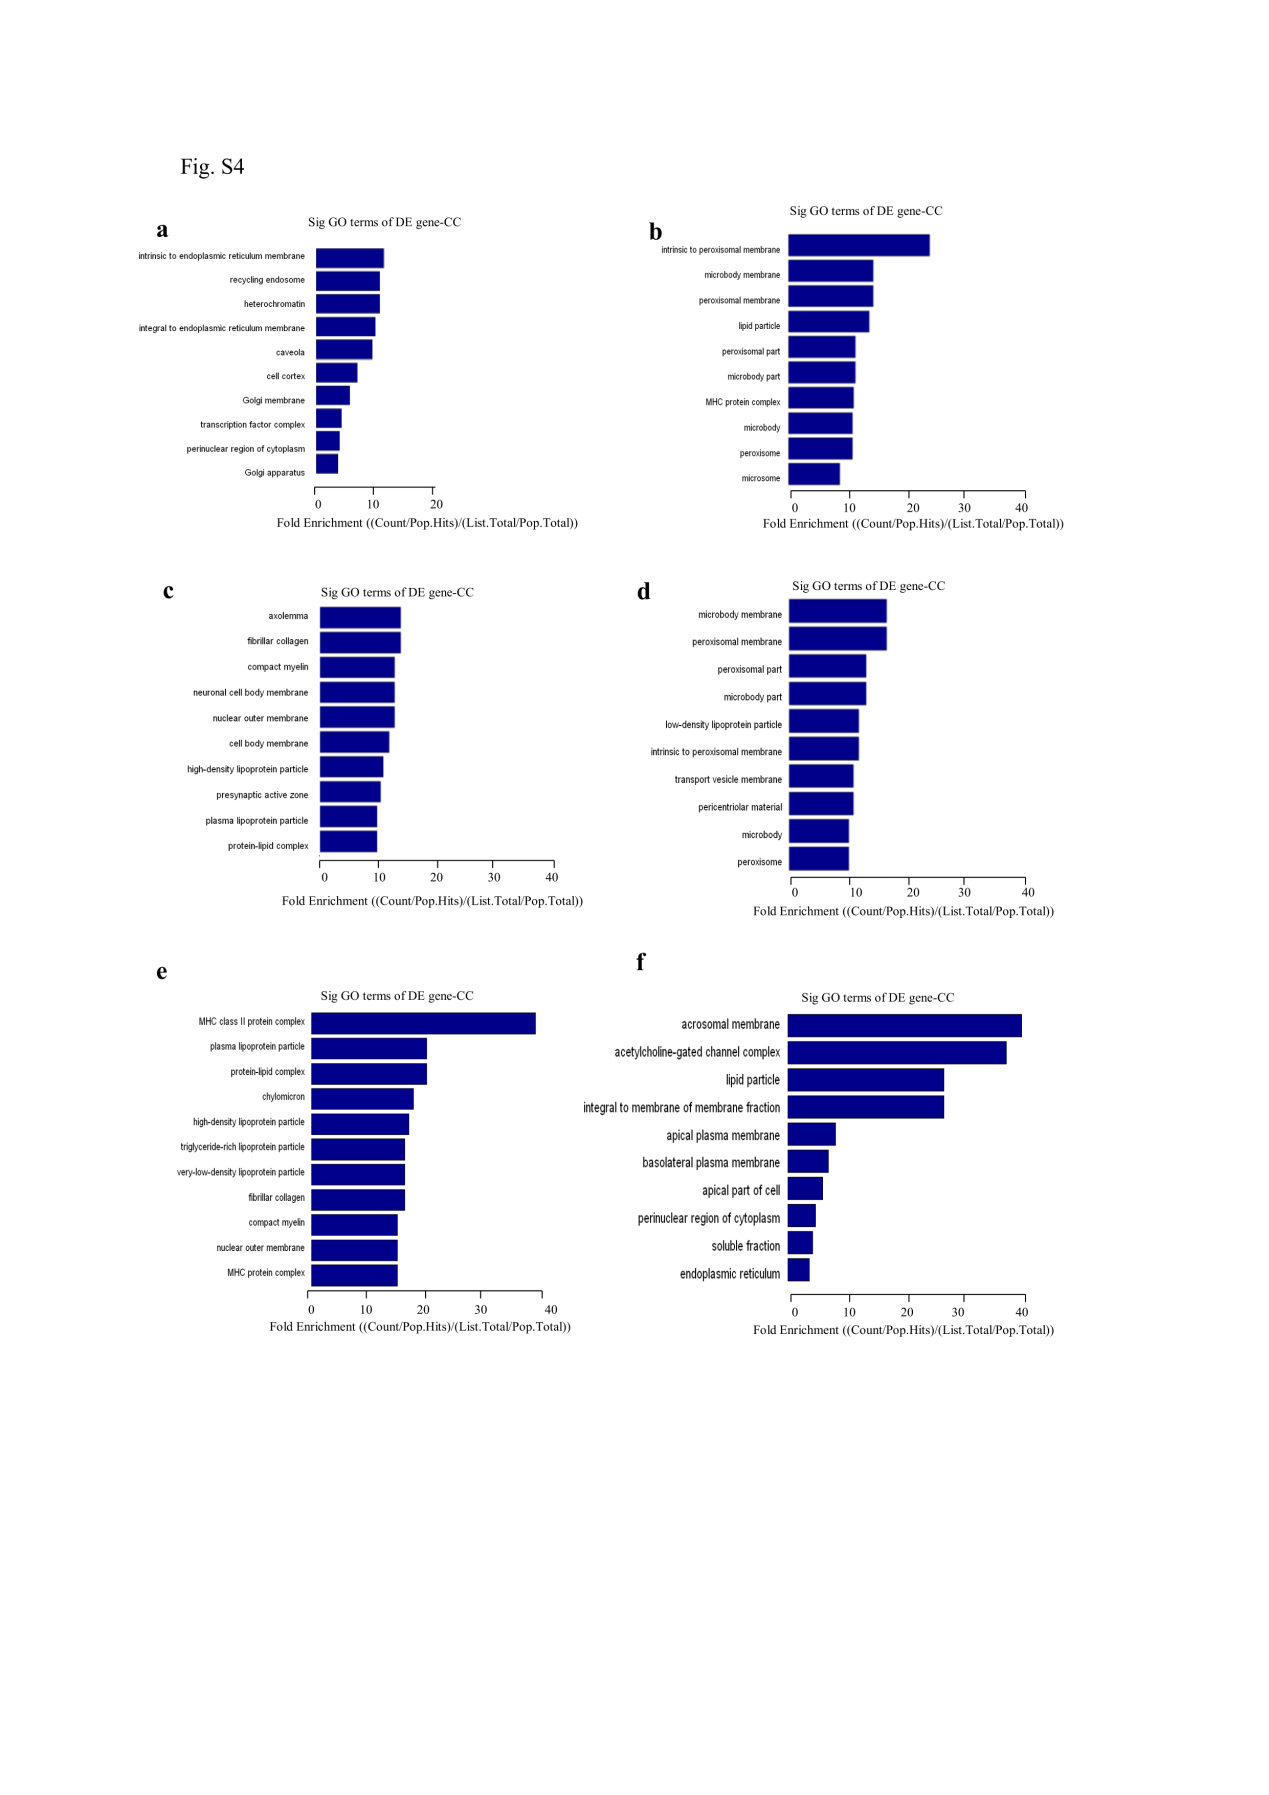 Fig. S4
a
Sig GO terms of DE gene-CC
intrinsic to endoplasmic reticulum membrane
recycling endosome
heterochromatin
integral to endoplasmic reticulum membrane
caveola
cell cortex
Golgi membrane
transcription factor complex
perinuclear region of cytoplasm
Golgi apparatus
0 10 20
Fold Enrichment ((Count/Pop.Hits)/(List.Total/Pop.Total))
b
Sig GO terms of DE gene-CC
intrinsic to peroxisomal membrane
microbody membrane
peroxisomal membrane
lipid particle
peroxisomal part
microbody part
MHC protein complex
microbody
peroxisome
microsome
0 10 20 30 40
Fold Enrichment ((Count/Pop.Hits)/(List.Total/Pop.Total))
c
Sig GO terms of DE gene-CC
axolemma
fibrillar collagen
compact myelin
neuronal cell body membrane
nuclear outer membrane
cell body membrane
high-density lipoprotein particle
presynaptic active zone
plasma lipoprotein particle
protein-lipid complex
0 10 20 30 40
Fold Enrichment ((Count/Pop.Hits)/(List.Total/Pop.Total))
d
Sig GO terms of DE gene-CC
microbody membrane
peroxisomal membrane
peroxisomal part
microbody part
low-density lipoprotein particle
intrinsic to peroxisomal membrane
transport vesicle membrane
pericentriolar material
microbody
peroxisome
0 10 20 30 40
Fold Enrichment ((Count/Pop.Hits)/(List.Total/Pop.Total))
e
Sig GO terms of DE gene-CC
MHC class II protein complex
plasma lipoprotein particle
protein-lipid complex
chylomicron
high-density lipoprotein particle
triglyceride-rich lipoprotein particle
very-low-density lipoprotein particle
fibrillar collagen
compact myelin
nuclear outer membrane
MHC protein complex
0 10 20 30 40
Fold Enrichment ((Count/Pop.Hits)/(List.Total/Pop.Total))
f
Sig GO terms of DE gene-CC
acrosomal membrane
acetylcholine-gated channel complex
lipid particle
integral to membrane of membrane fraction
apical plasma membrane
basolateral plasma membrane
apical part of cell
perinuclear region of cytoplasm
soluble fraction
endoplasmic reticulum
0 10 20 30 40
Fold Enrichment ((Count/Pop.Hits)/(List.Total/Pop.Total))